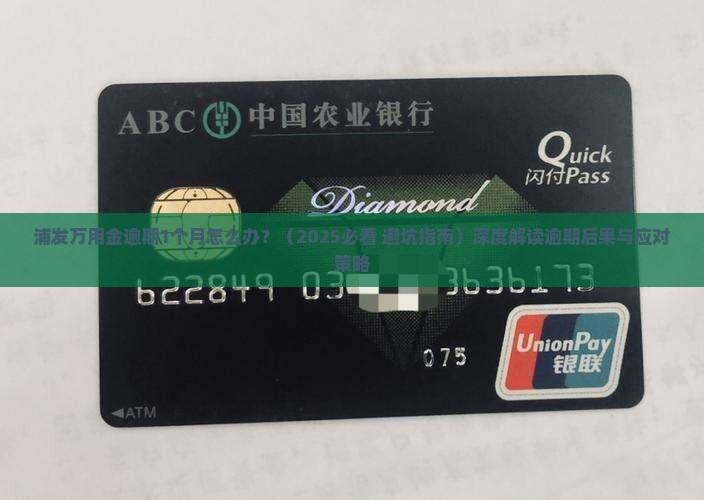 ABC 中国农业银行
Quick
闪付Pass
Diamond
浦发万用金逾期1个月怎么办？（2025必看 避坑指南）深度解读逾期后果与应对
策略
622849 03 3636173
075
UnionPay
银联
◀ATM